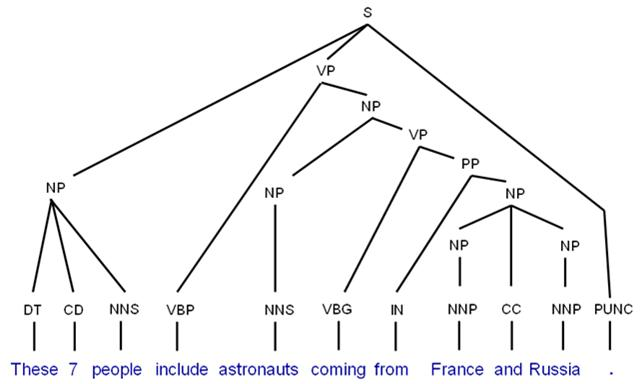 S
VP
NP
VP
PP
NP NP NP
NP NP
DT CD NNS VBP NNS VBG IN NNP CC NNP PUNC
These 7 people include astronauts coming from France and Russia .